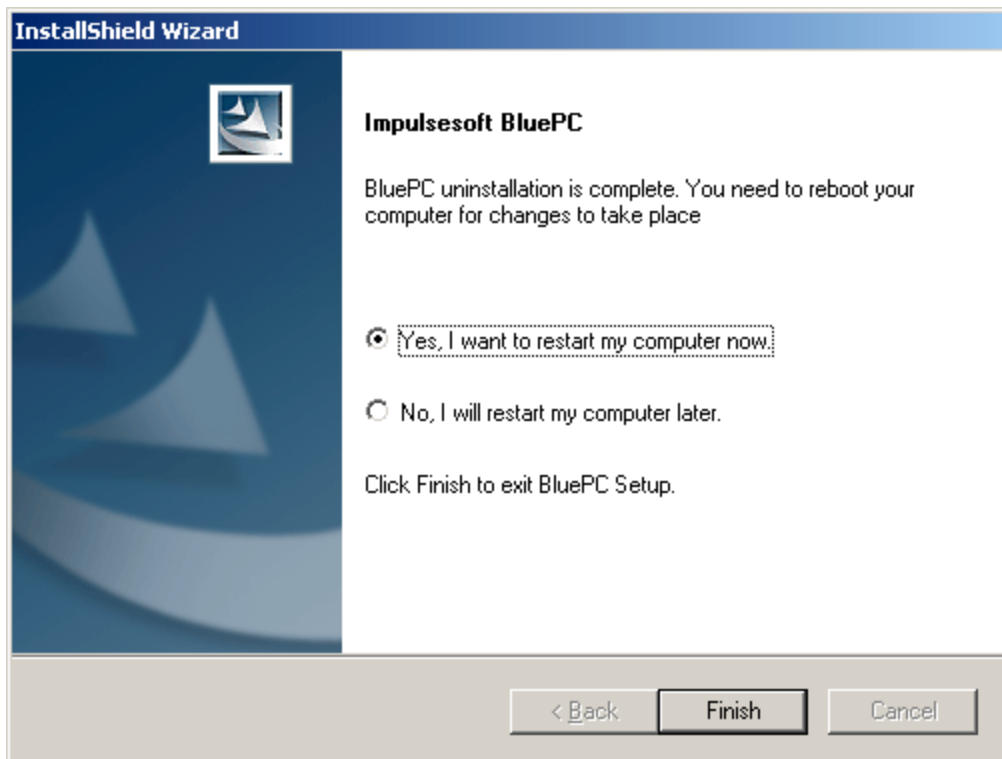 InstallShield Wizard
Impulsesoft BluePC
BluePC uninstallation is complete. You need to reboot your
computer for changes to take place
Yes, I want to restart my computer now.
No, I will restart my computer later.
Click Finish to exit BluePC Setup.
< Back
Finish
Cancel